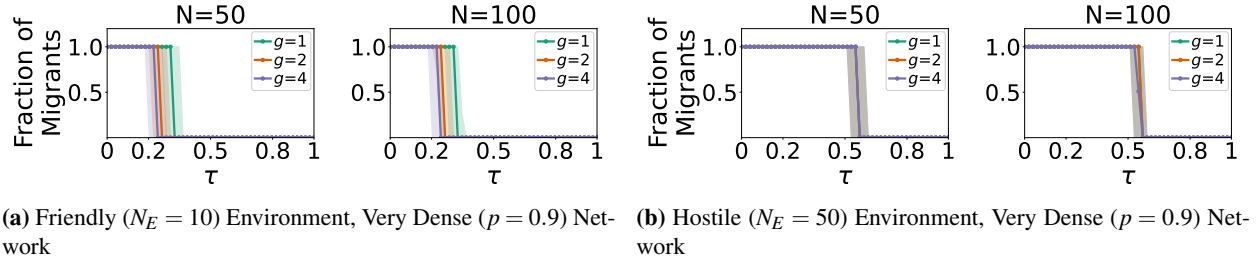 N=50
Fraction of
Migrants
1.0
0.5
g=1
g=2
g=4
0 0.2 0.5 0.8 1
τ
N=100
1.0
0.5
g=1
g=2
g=4
0 0.2 0.5 0.8 1
τ
(a) Friendly (N_E = 10) Environment, Very Dense (p = 0.9) Net-
work
N=50
Fraction of
Migrants
1.0
0.5
g=1
g=2
g=4
0 0.2 0.5 0.8 1
τ
N=100
1.0
0.5
g=1
g=2
g=4
0 0.2 0.5 0.8 1
τ
(b) Hostile (N_E = 50) Environment, Very Dense (p = 0.9) Net-
work